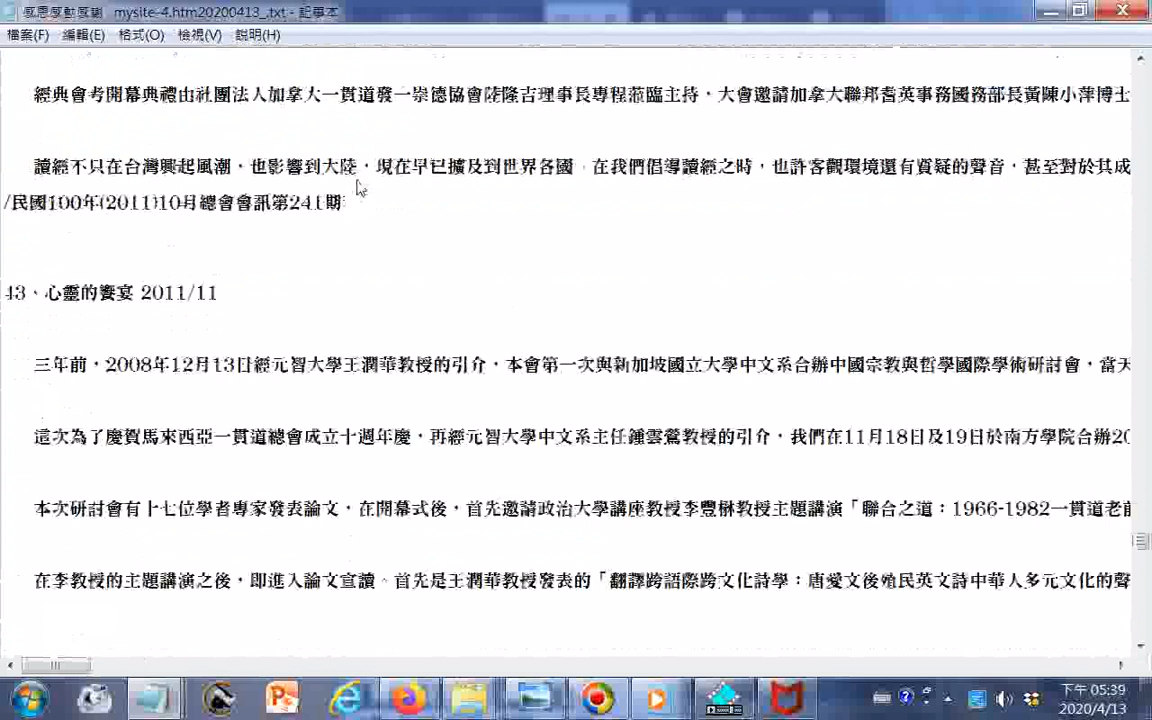 感恩感動感謝 mysite-4.htm20200413_.txt - 記事本
檔案(F) 編輯(E) 格式(O) 檢視(V) 說明(H)
經典會考開幕典禮由社團法人加拿大一貫道發一崇德協會陸隆吉理事長專程蒞臨主持，大會邀請加拿大聯邦耆英事務國務部長黃陳小萍博士
讀經不只在台灣興起風潮，也影響到大陸，現在早已擴及到世界各國，在我們倡導讀經之時，也許客觀環境還有質疑的聲音，甚至對於其成
/民國100年(2011)10月總會會訊第241期
43、心靈的饗宴 2011/11
三年前，2008年12月13日經元智大學王潤華教授的引介，本會第一次與新加坡國立大學中文系合辦中國宗教與哲學國際學術研討會，當天
這次為了慶賀馬來西亞一貫道總會成立十週年慶，再經元智大學中文系主任鍾雲鶯教授的引介，我們在11月18日及19日於南方學院合辦20
本次研討會有十七位學者專家發表論文，在開幕式後，首先邀請政治大學講座教授李豐楙教授主題講演「聯合之道：1966-1982一貫道老前
在李教授的主題講演之後，即進入論文宣讀。首先是王潤華教授發表的「翻譯跨語際跨文化詩學：唐愛文後殖民英文詩中華人多元文化的聲
下午 05:39
2020/4/13